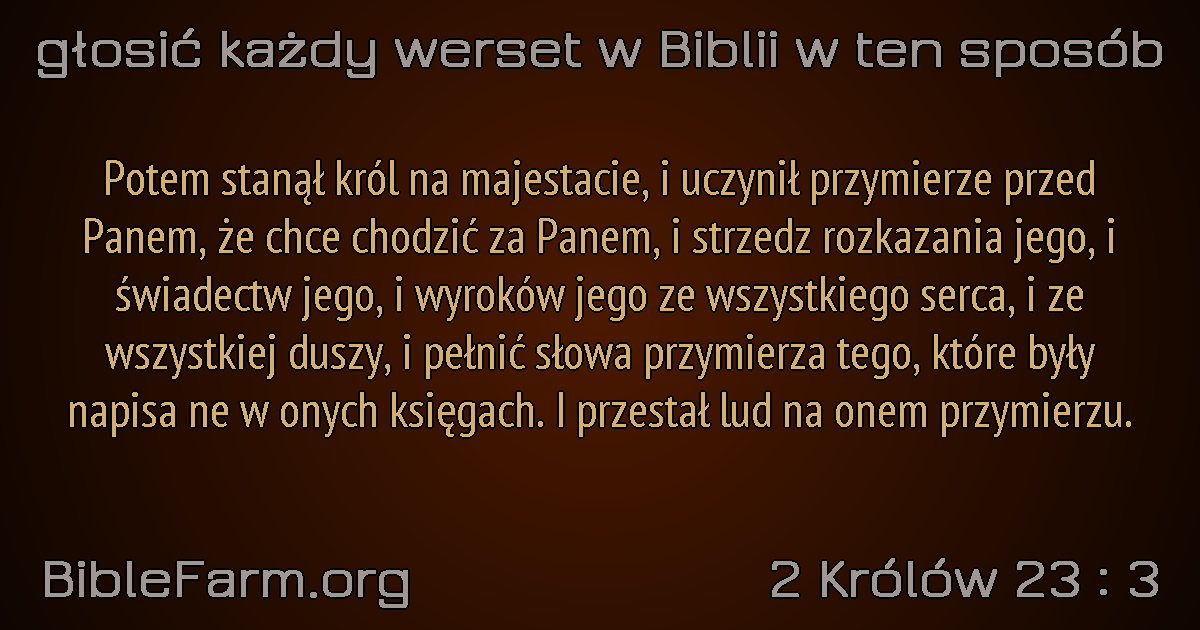 głosić każdy werset w Biblii w ten sposób
Potem stanął król na majestacie, i uczynił przymierze przed
Panem, że chce chodzić za Panem, i strzedz rozkazania jego, i
świadectw jego, i wyroków jego ze wszystkiego serca, i ze
wszystkiej duszy, i pełnić słowa przymierza tego, które były
napisa ne w onych księgach. I przestał lud na onem przymierzu.
BibleFarm.org
2 Królów 23 : 3